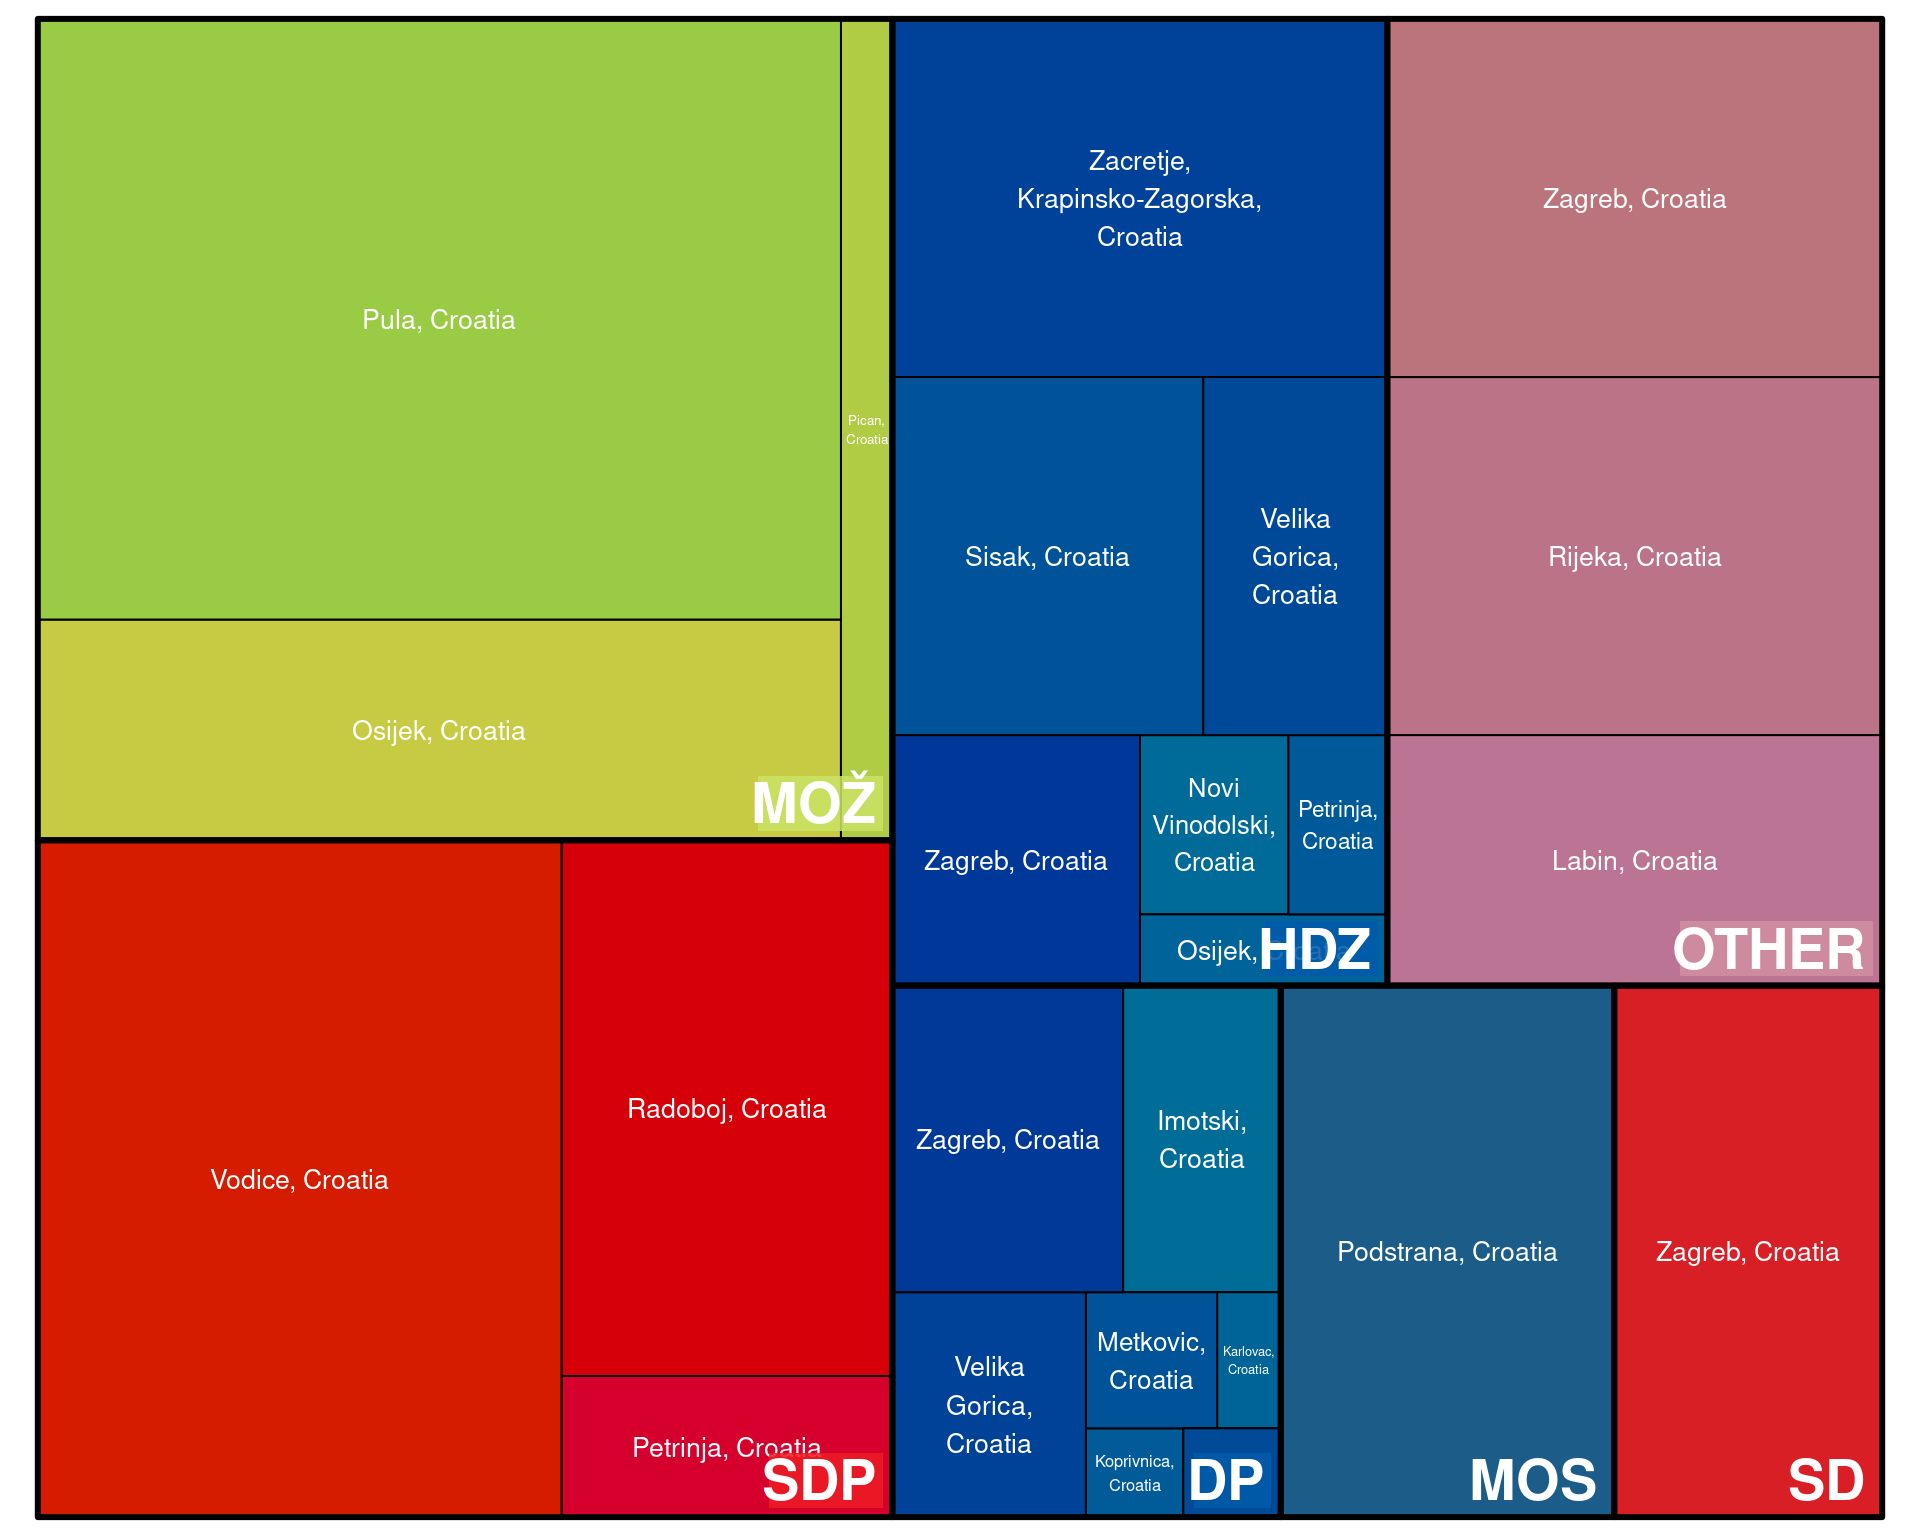 Pula, Croatia
Pican,
Croatia
Osijek, Croatia
MOŽ
Vodice, Croatia
Radoboj, Croatia
Petrinja, Croatia
SDP
Zacretje,
Krapinsko-Zagorska,
Croatia
Sisak, Croatia
Velika
Gorica,
Croatia
Zagreb, Croatia
Novi
Vinodolski,
Croatia
Petrinja,
Croatia
Osijek, Croatia
HDZ
Zagreb, Croatia
Rijeka, Croatia
Labin, Croatia
OTHER
Zagreb, Croatia
Imotski,
Croatia
Velika
Gorica,
Croatia
Metkovic,
Croatia
Karlovac,
Croatia
Koprivnica,
Croatia
DP
Podstrana, Croatia
MOS
Zagreb, Croatia
SD